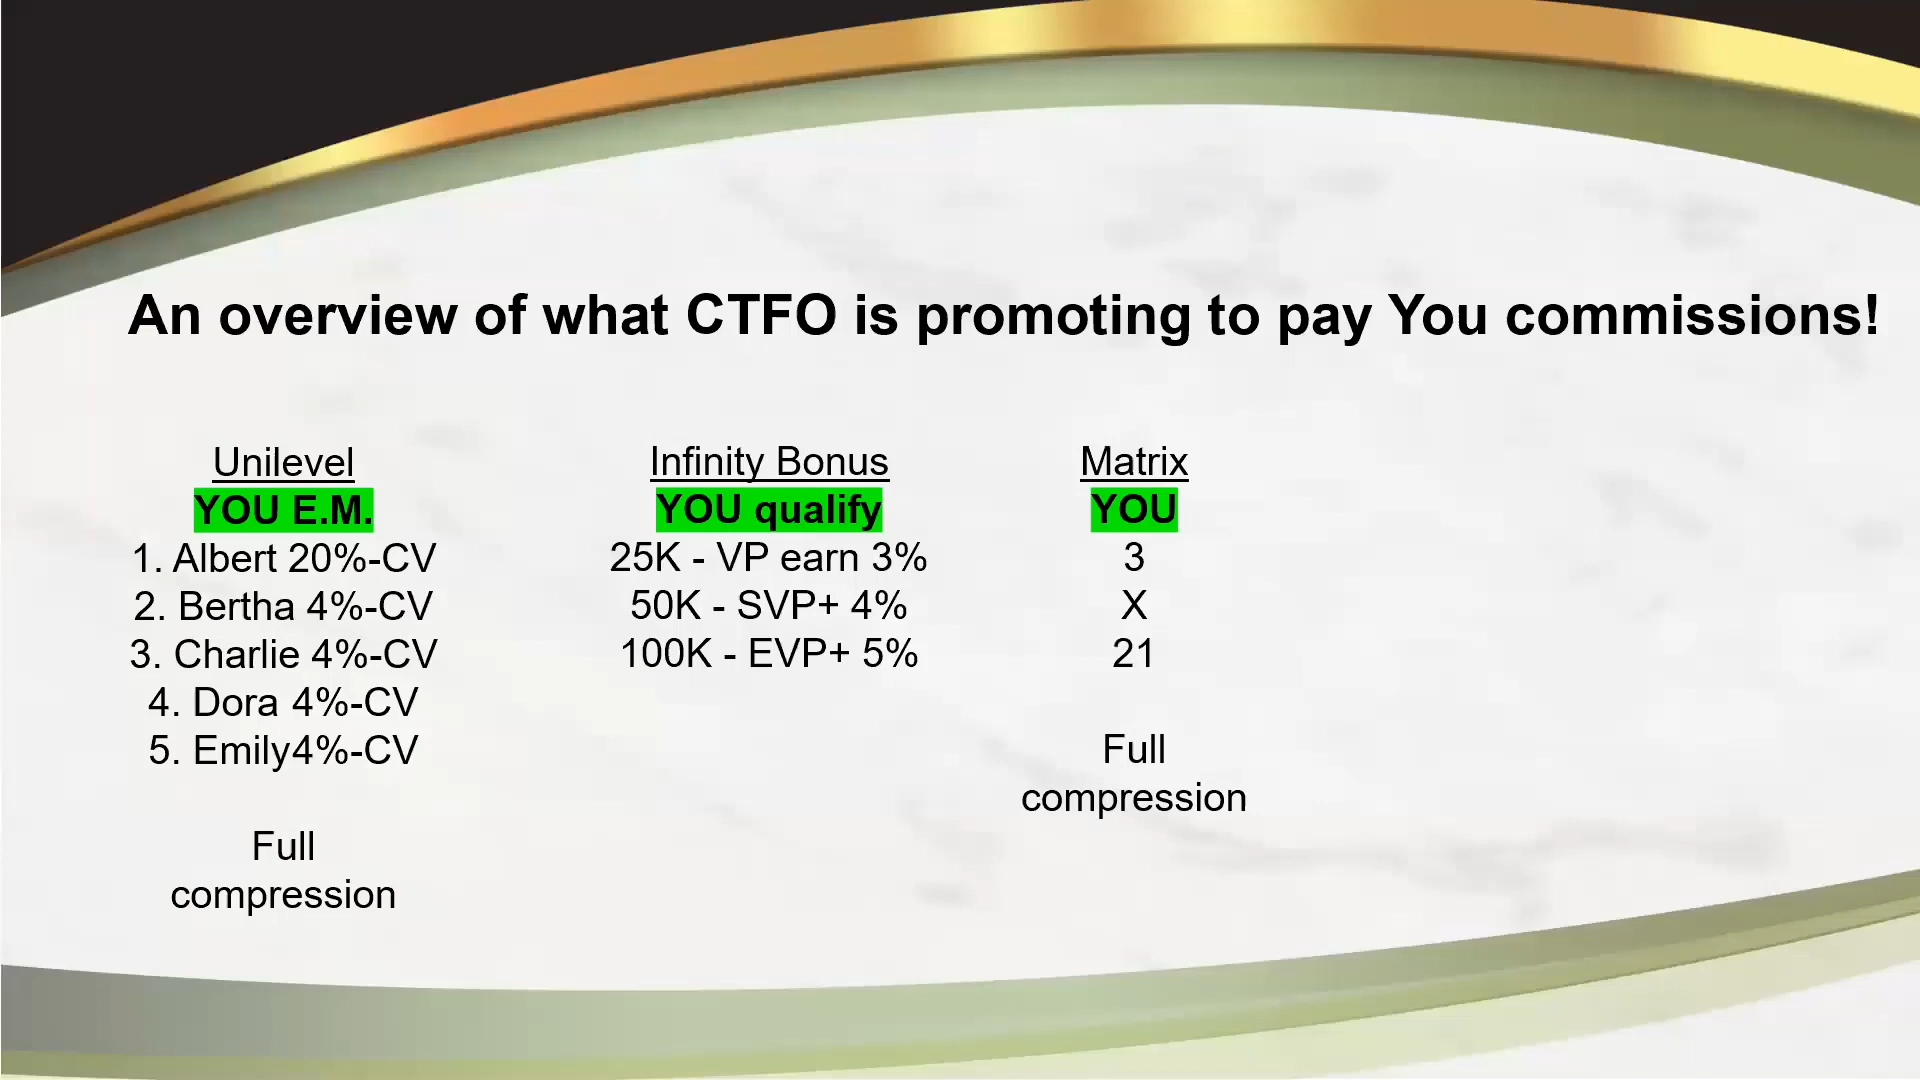 An overview of what CTFO is promoting to pay You commissions!
Unilevel
YOU E.M.
1. Albert 20%-CV
2. Bertha 4%-CV
3. Charlie 4%-CV
4. Dora 4%-CV
5. Emily4%-CV
Full
compression
Infinity Bonus
YOU qualify
25K - VP earn 3%
50K - SVP+ 4%
100K - EVP+ 5%
Matrix
YOU
3
X
21
Full
compression